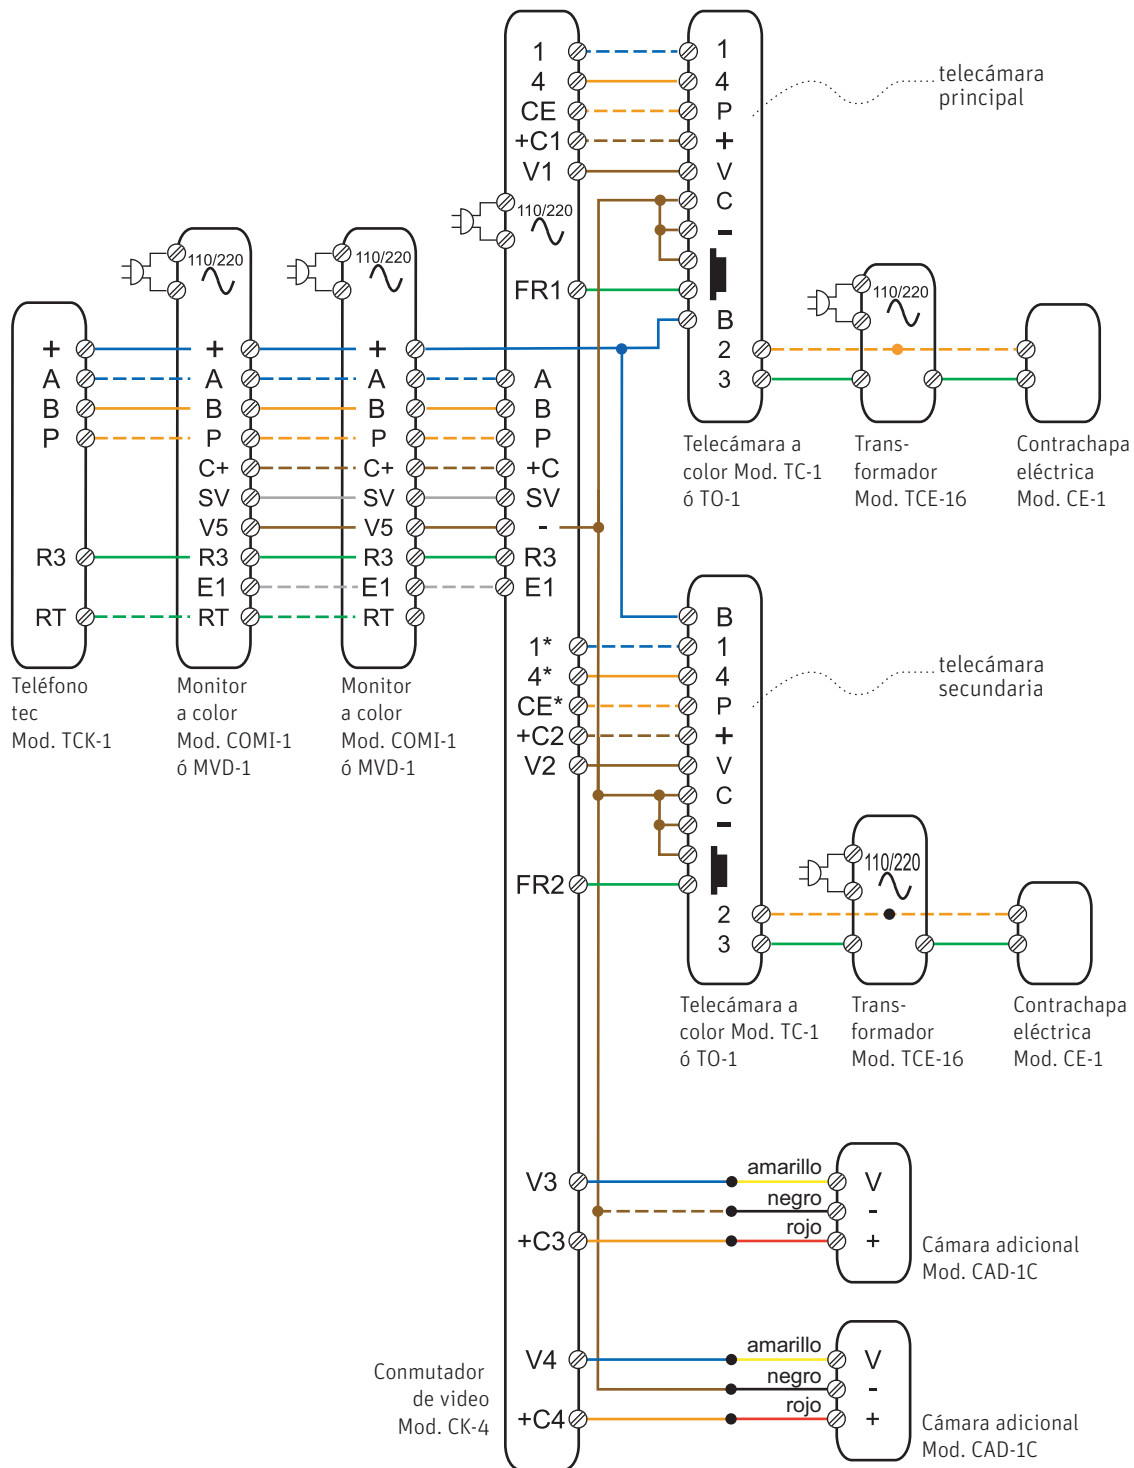 1
4
CE
+C1
V1
110/220
FR1
A
B
P
+C
SV
-
R3
E1
1*
4*
CE*
+C2
V2
FR2
V3
+C3
V4
+C4
Conmutador
de video
Mod. CK-4
1
4
P
+
V
C
-
B
2
3
telecámara
principal
Telecámara a
color Mod. TC-1
ó TO-1
110/220
Trans-
formador
Mod. TCE-16
Contrachapa
eléctrica
Mod. CE-1
+
A
B
P
R3
RT
Teléfono
tec
Mod. TCK-1
110/220
+
A
B
P
C+
SV
V5
R3
E1
RT
Monitor
a color
Mod. COMI-1
ó MVD-1
110/220
+
A
B
P
C+
SV
V5
R3
E1
RT
Monitor
a color
Mod. COMI-1
ó MVD-1
B
1
4
P
+
V
C
-
2
3
telecámara
secundaria
Telecámara a
color Mod. TC-1
ó TO-1
110/220
Trans-
formador
Mod. TCE-16
Contrachapa
eléctrica
Mod. CE-1
amarillo
negro
rojo
V
-
+
Cámara adicional
Mod. CAD-1C
amarillo
negro
rojo
V
-
+
Cámara adicional
Mod. CAD-1C